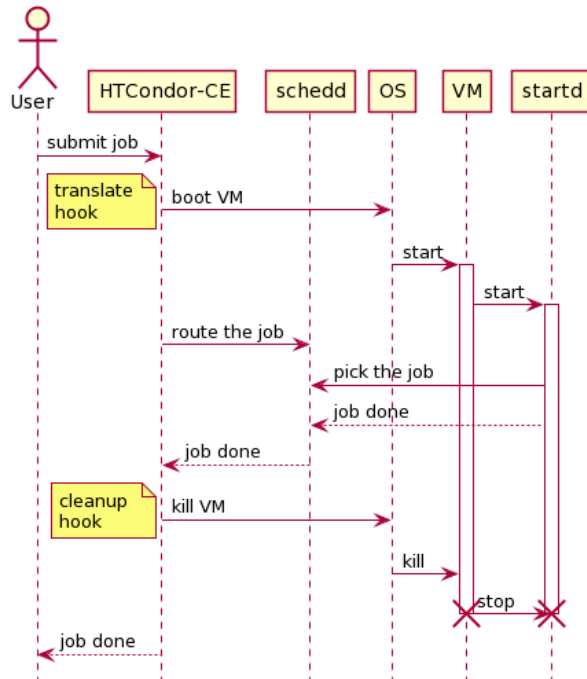 User
HTCondor-CE
schedd
OS
VM
startd
submit job
translate
hook
boot VM
start
start
route the job
pick the job
job done
job done
cleanup
hook
kill VM
kill
stop
job done